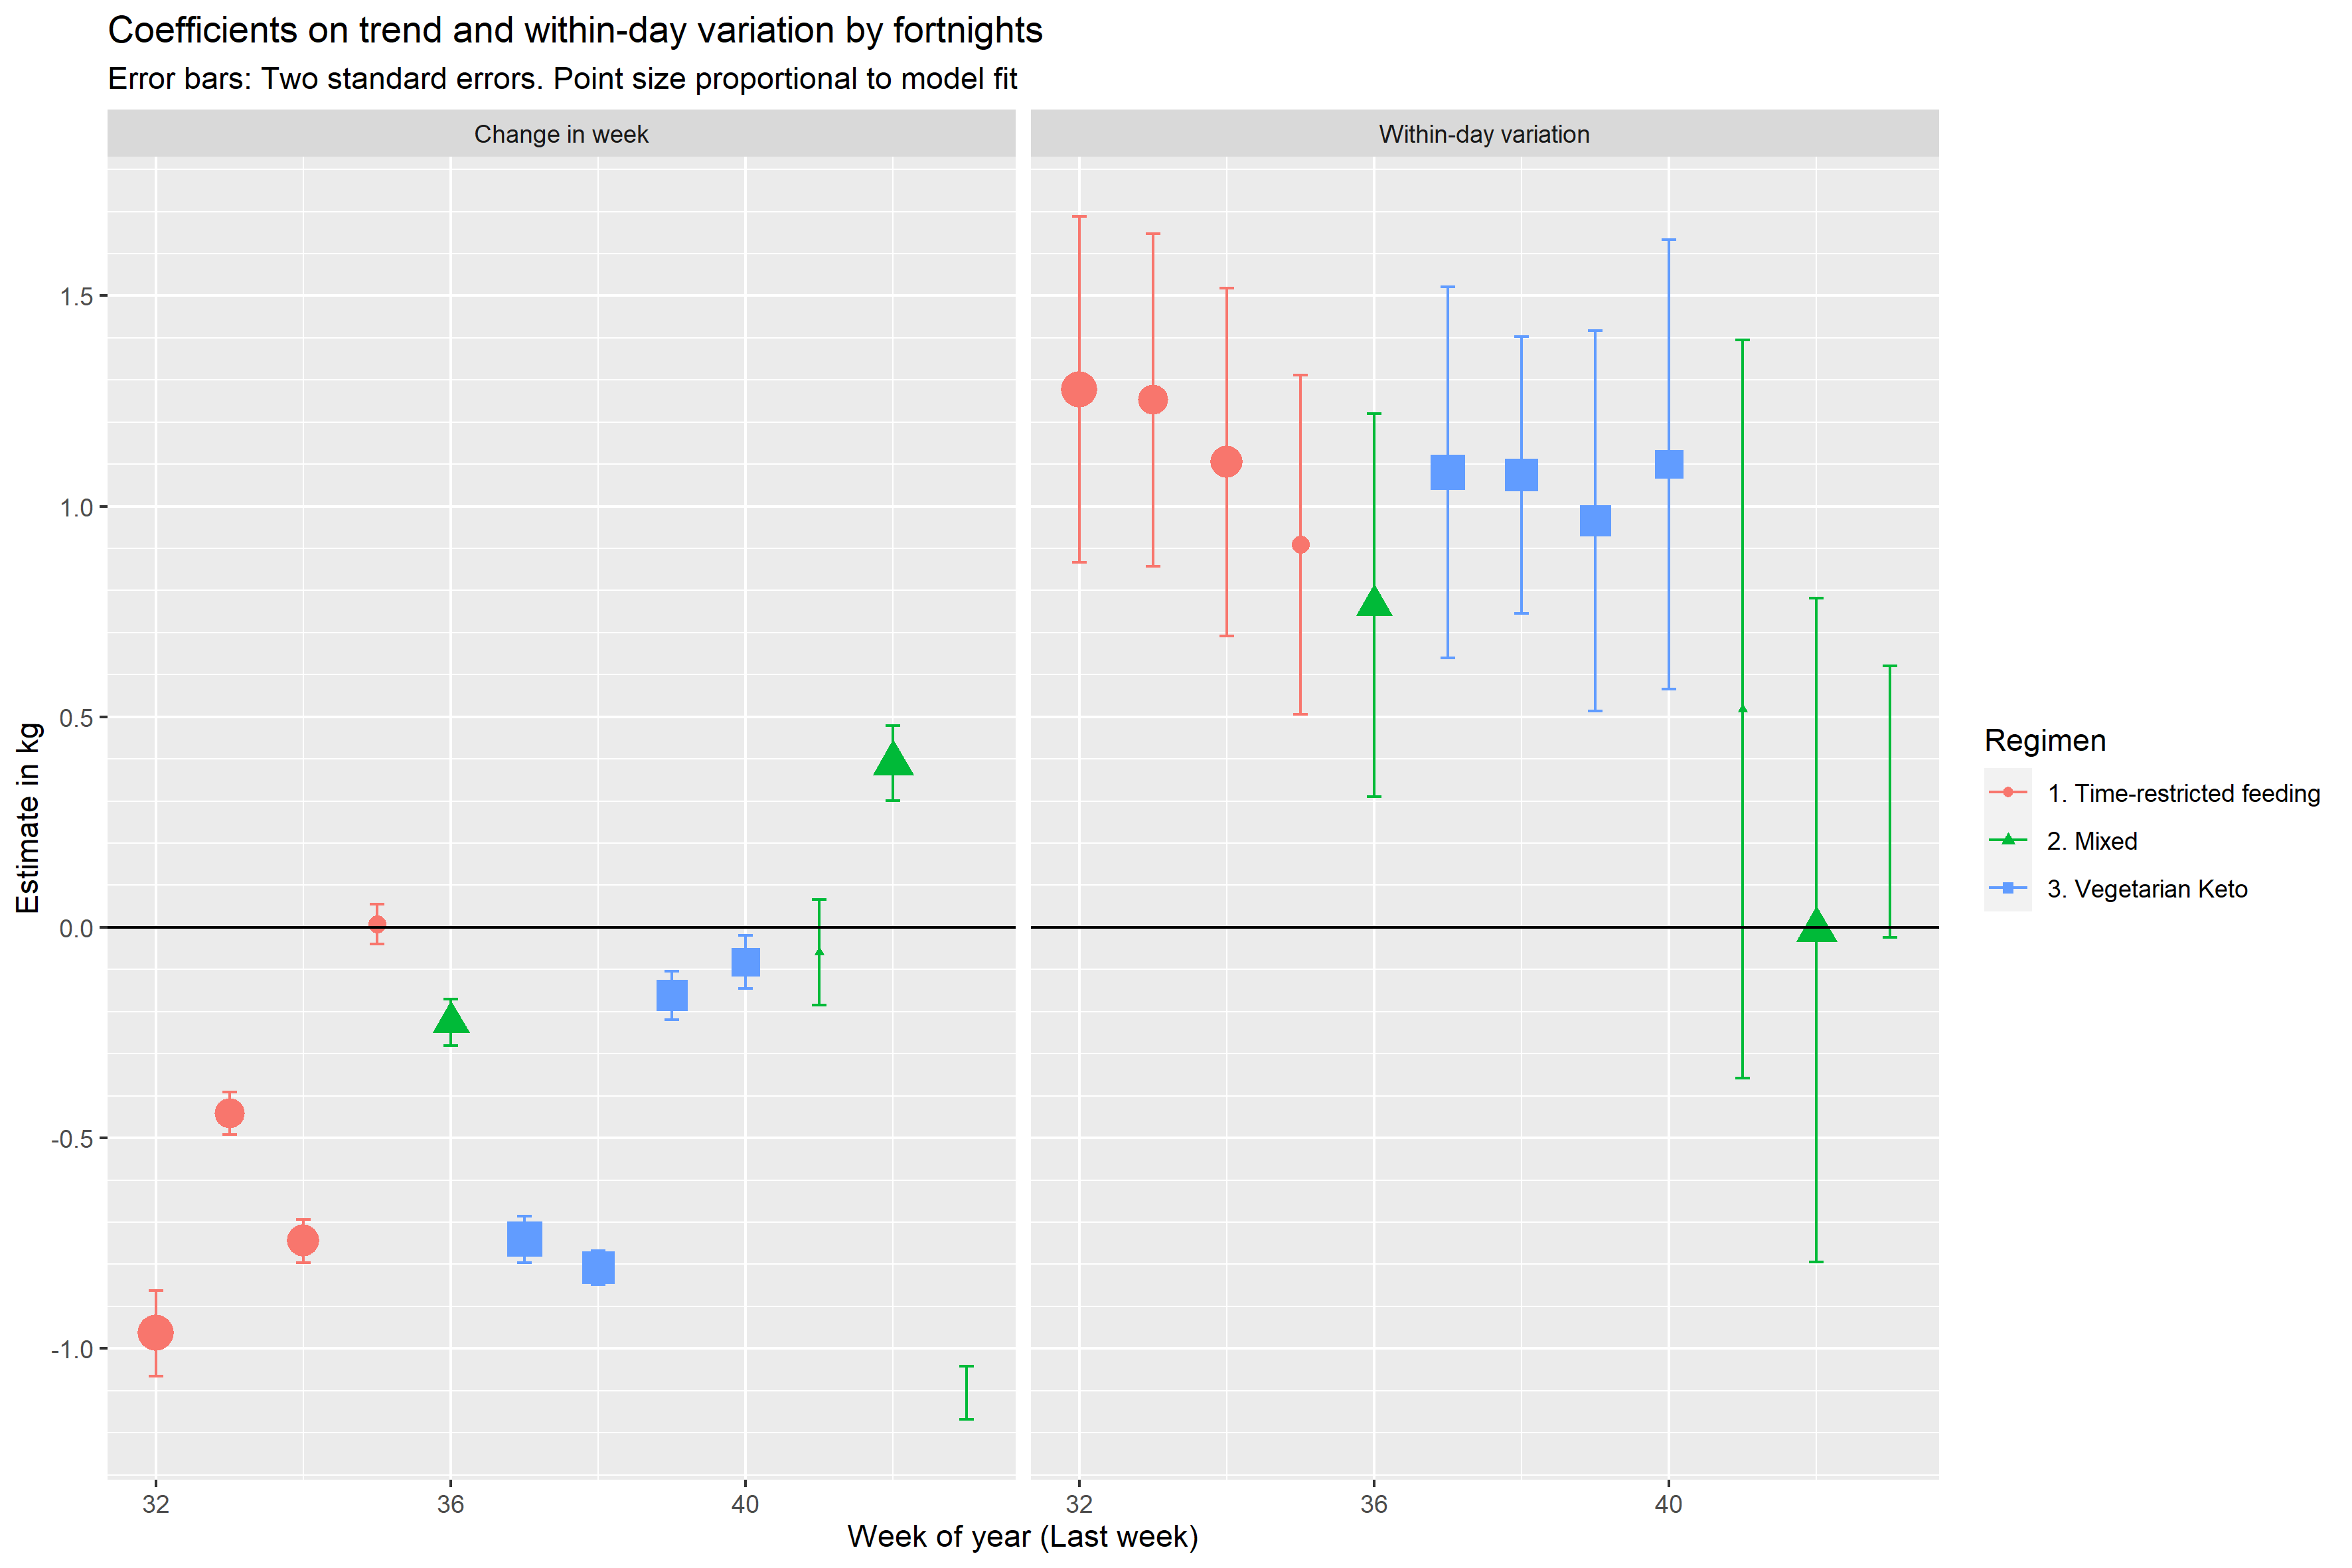 Coefficients on trend and within-day variation by fortnights
Error bars: Two standard errors. Point size proportional to model fit
Change in week
Within-day variation
Estimate in kg
1.5
1.0
0.5
0.0
-0.5
-1.0
32
36
40
32
36
40
Week of year (Last week)
Regimen
1. Time-restricted feeding
2. Mixed
3. Vegetarian Keto